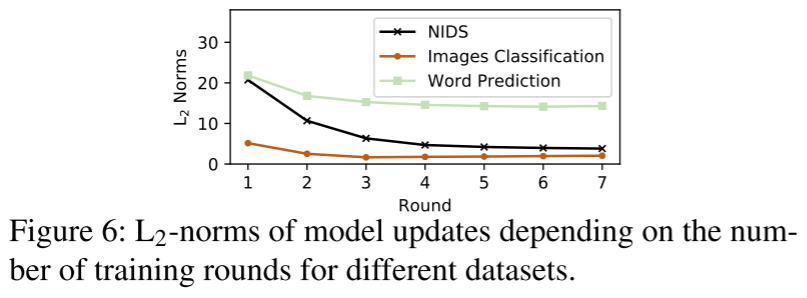 30
20
10
0
L₂ Norms
NIDS
Images Classification
Word Prediction
1 2 3 4 5 6 7
Round
Figure 6: L₂-norms of model updates depending on the num-
ber of training rounds for different datasets.